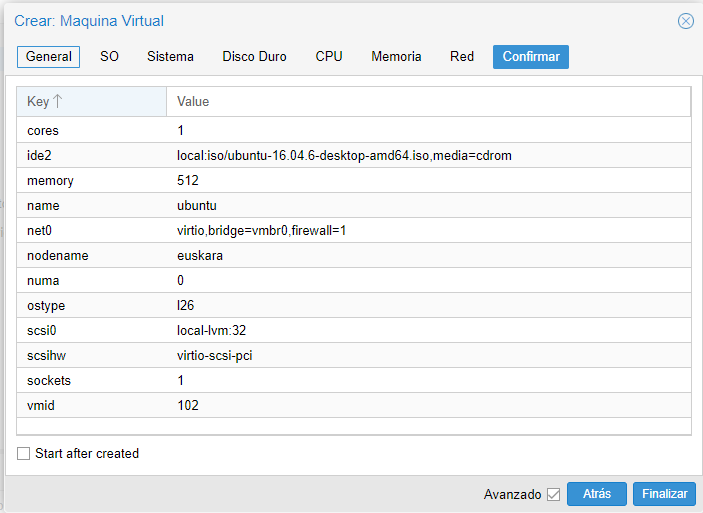 Crear: Maquina Virtual
General SO Sistema Disco Duro CPU Memoria Red Confirmar
Key↑ Value
cores 1
ide2 local:iso/ubuntu-16.04.6-desktop-amd64.iso,media=cdrom
memory 512
name ubuntu
net0 virtio,bridge=vmbr0,firewall=1
nodename euskara
numa 0
ostype l26
scsi0 local-lvm:32
scsihw virtio-scsi-pci
sockets 1
vmid 102
Start after created
Avanzado Atrás Finalizar